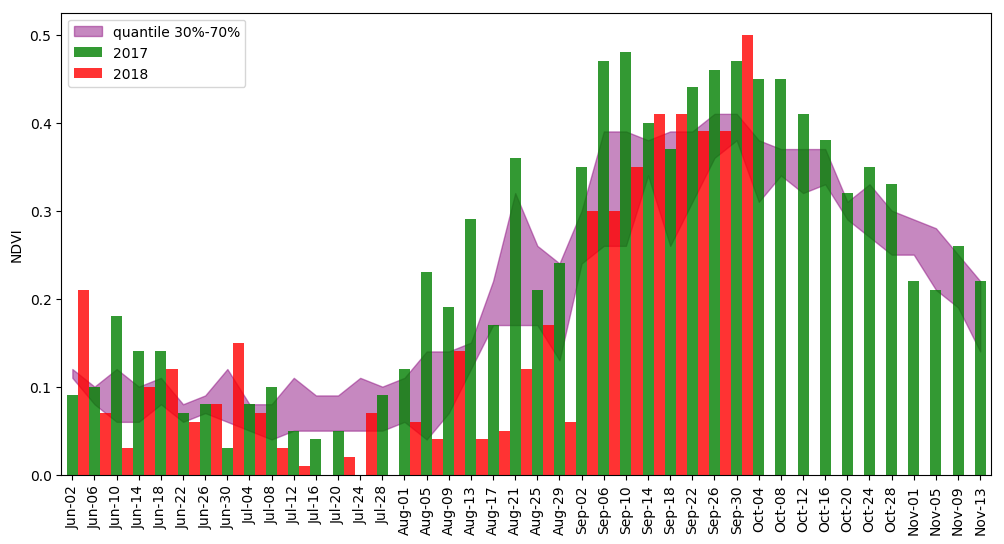 quantile 30%-70%
2017
2018
NDVI
0.5
0.4
0.3
0.2
0.1
0.0
Jun-02
Jun-06
Jun-10
Jun-14
Jun-18
Jun-22
Jun-26
Jun-30
Jul-04
Jul-08
Jul-12
Jul-16
Jul-20
Jul-24
Jul-28
Aug-01
Aug-05
Aug-09
Aug-13
Aug-17
Aug-21
Aug-25
Aug-29
Sep-02
Sep-06
Sep-10
Sep-14
Sep-18
Sep-22
Sep-26
Sep-30
Oct-04
Oct-08
Oct-12
Oct-16
Oct-20
Oct-24
Oct-28
Nov-01
Nov-05
Nov-09
Nov-13